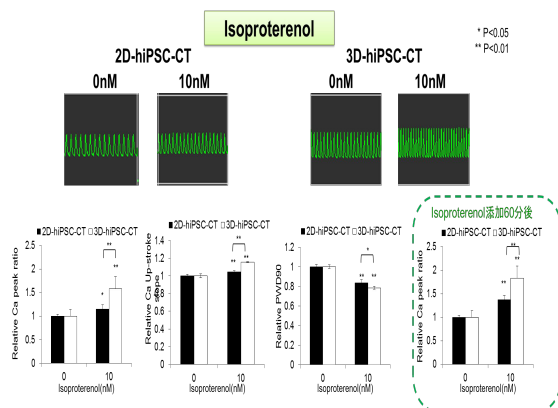 Isoproterenol
* P<0.05
** P<0.01
2D-hiPSC-CT
3D-hiPSC-CT
0nM
10nM
0nM
10nM
Isoproterenol添加60分後
■2D-hiPSC-CT □3D-hiPSC-CT
Relative Ca peak ratio
2.5
2
1.5
1
0.5
0
**
*
**
0
10
Isoproterenol(nM)
■2D-hiPSC-CT □3D-hiPSC-CT
Relative Ca Up-stroke
slope
1.6
1.4
1.2
1
0.8
0.6
0.4
0.2
0
**
**
**
0
10
Isoproterenol(nM)
■2D-hiPSC-CT □3D-hiPSC-CT
Relative PWD90
1.2
1
0.8
0.6
0.4
0.2
0
*
**
**
0
10
Isoproterenol(nM)
■2D-hiPSC-CT □3D-hiPSC-CT
Relative Ca peak ratio
2.5
2
1.5
1
0.5
0
**
**
**
0
10
Isoproterenol(nM)